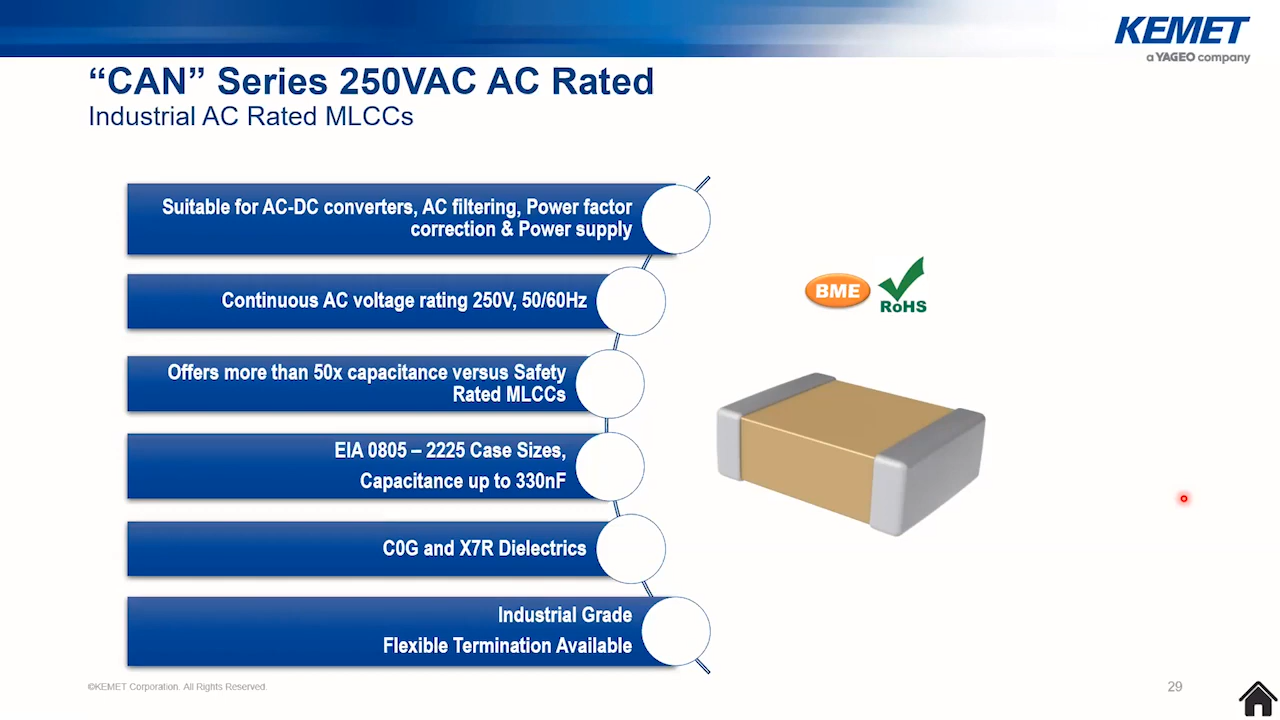 KEMET
a YAGEO company
“CAN” Series 250VAC AC Rated
Industrial AC Rated MLCCs
Suitable for AC-DC converters, AC filtering, Power factor
correction & Power supply
Continuous AC voltage rating 250V, 50/60Hz
Offers more than 50x capacitance versus Safety
Rated MLCCs
EIA 0805 – 2225 Case Sizes,
Capacitance up to 330nF
C0G and X7R Dielectrics
Industrial Grade
Flexible Termination Available
BME
RoHS
©KEMET Corporation. All Rights Reserved.
29